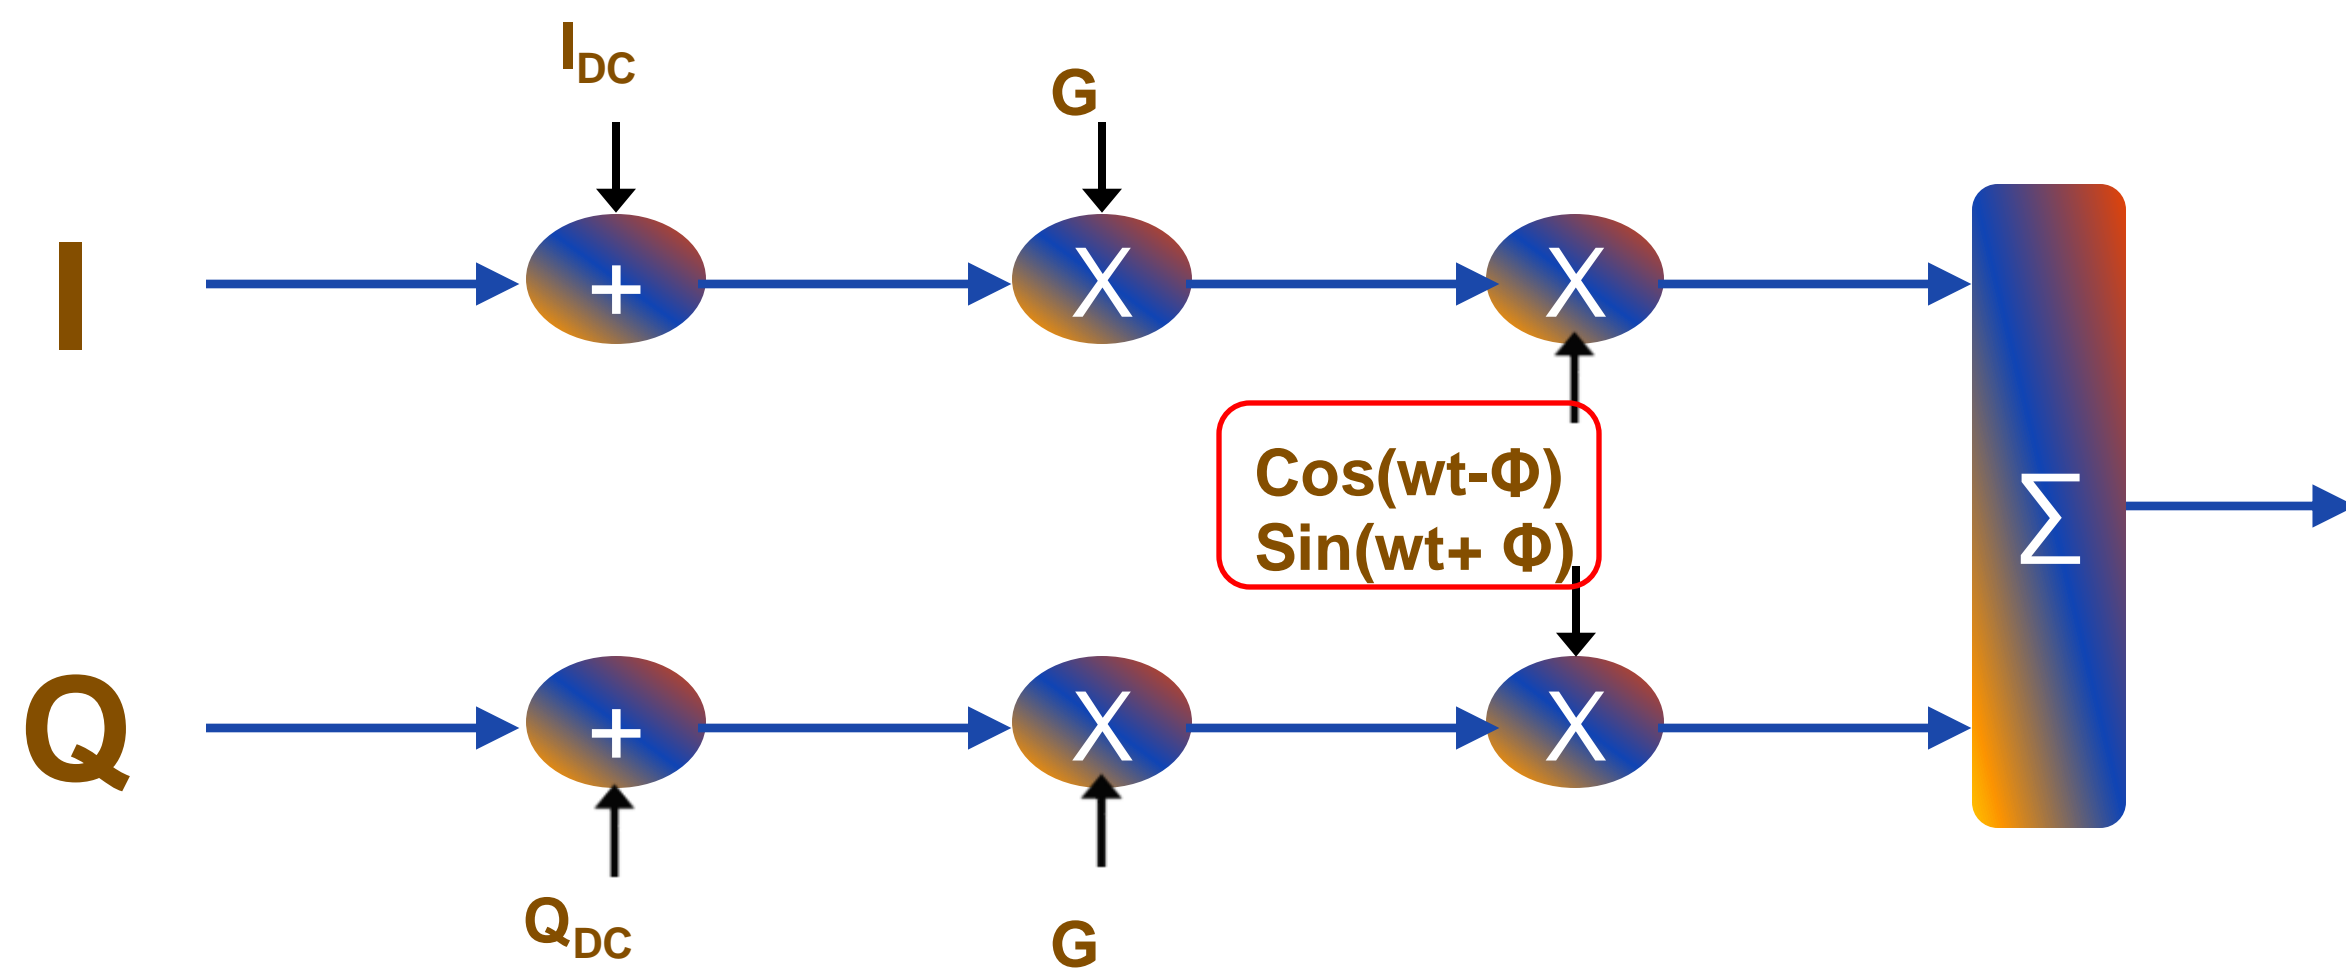 I_DC
G
I
+
X
X
Cos(wt-Φ)
Sin(wt+ Φ)
Σ
Q
+
X
X
Q_DC
G